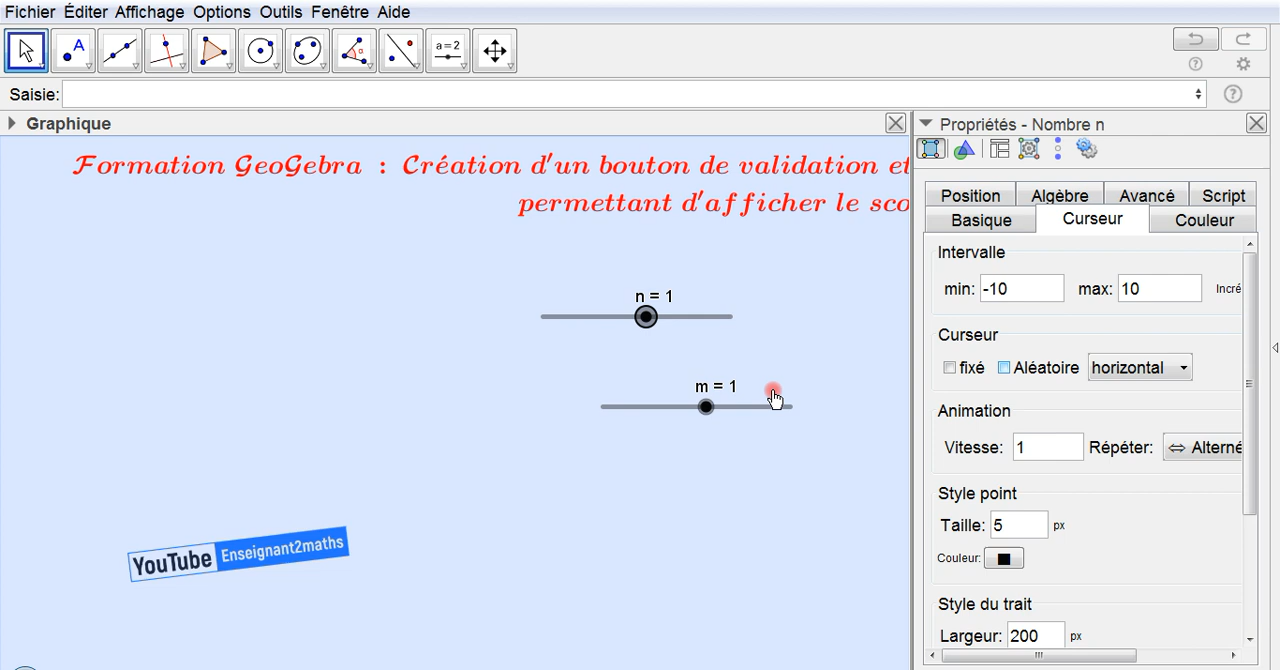 Fichier Éditer Affichage Options Outils Fenêtre Aide
A
a=2
Saisie:
Graphique
Propriétés - Nombre n
Formation GeoGebra : Création d'un bouton de validation et
permettant d'afficher le sco
Position Algèbre Avancé Script
Basique Curseur Couleur
Intervalle
min: -10 max: 10 Incré
n = 1
Curseur
fixé Aléatoire horizontal
m = 1
Animation
Vitesse: 1 Répéter: ⇔ Alterné
Style point
Taille: 5 px
Couleur:
YouTube Enseignant2maths
Style du trait
Largeur: 200 px